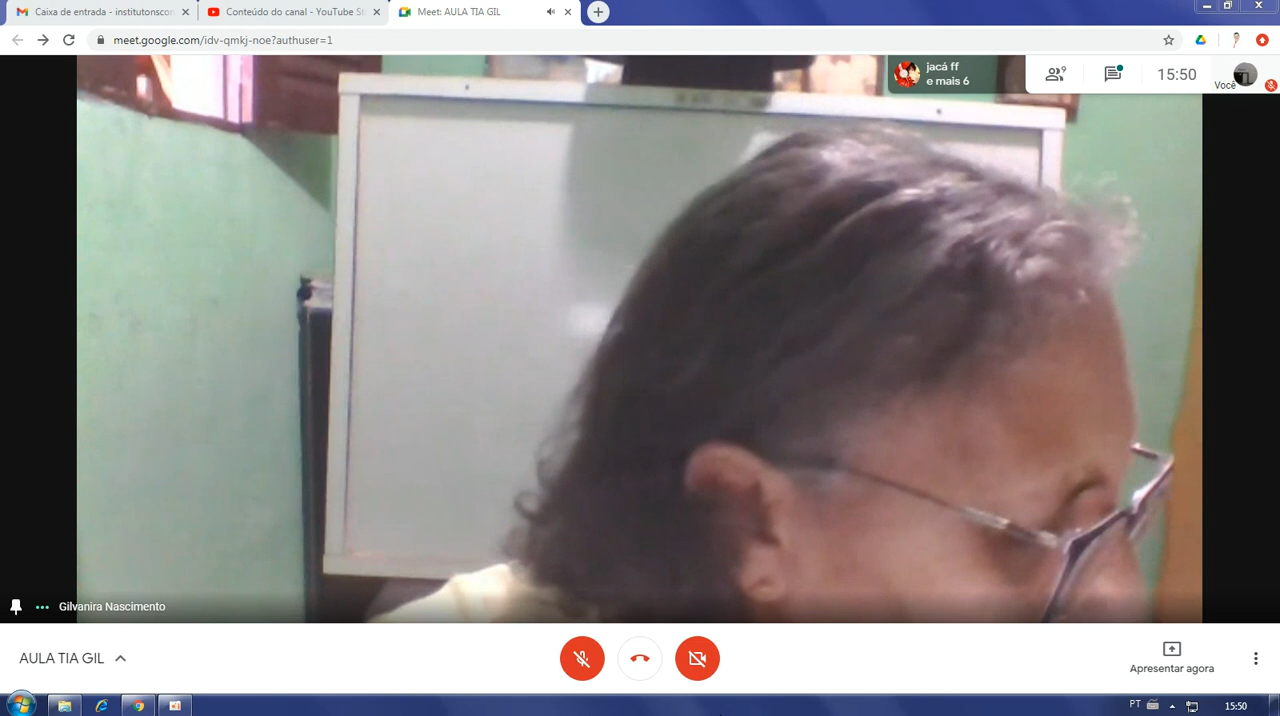 Caixa de entrada - institutonscon
Conteúdo do canal - YouTube St
Meet: AULA TIA GIL
meet.google.com/idv-qmkj-noe?authuser=1
jacá ff
e mais 6
9
15:50
Você
Gilvanira Nascimento
AULA TIA GIL
Apresentar agora
PT
15:50